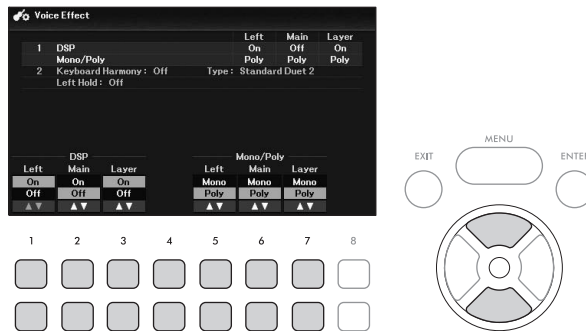 Voice Effect
Left Main Layer
1 DSP On Off On
Mono/Poly Poly Poly Poly
2 Keyboard Harmony: Off Type: Standard Duet 2
Left Hold: Off
DSP Mono/Poly
Left Main Layer Left Main Layer
On On On Mono Mono Mono
Off Off Off Poly Poly Poly
MENU
EXIT ENTER
1 2 3 4 5 6 7 8